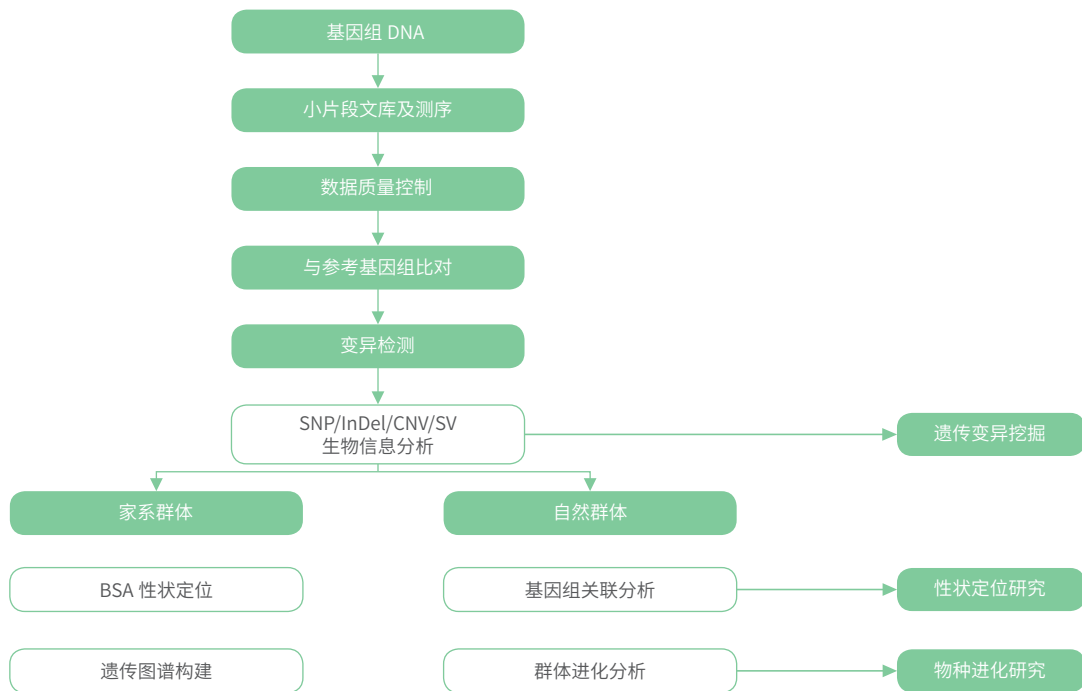 基因组 DNA
小片段文库及测序
数据质量控制
与参考基因组比对
变异检测
SNP/InDel/CNV/SV
生物信息分析
遗传变异挖掘
家系群体
自然群体
BSA 性状定位
基因组关联分析
性状定位研究
遗传图谱构建
群体进化分析
物种进化研究